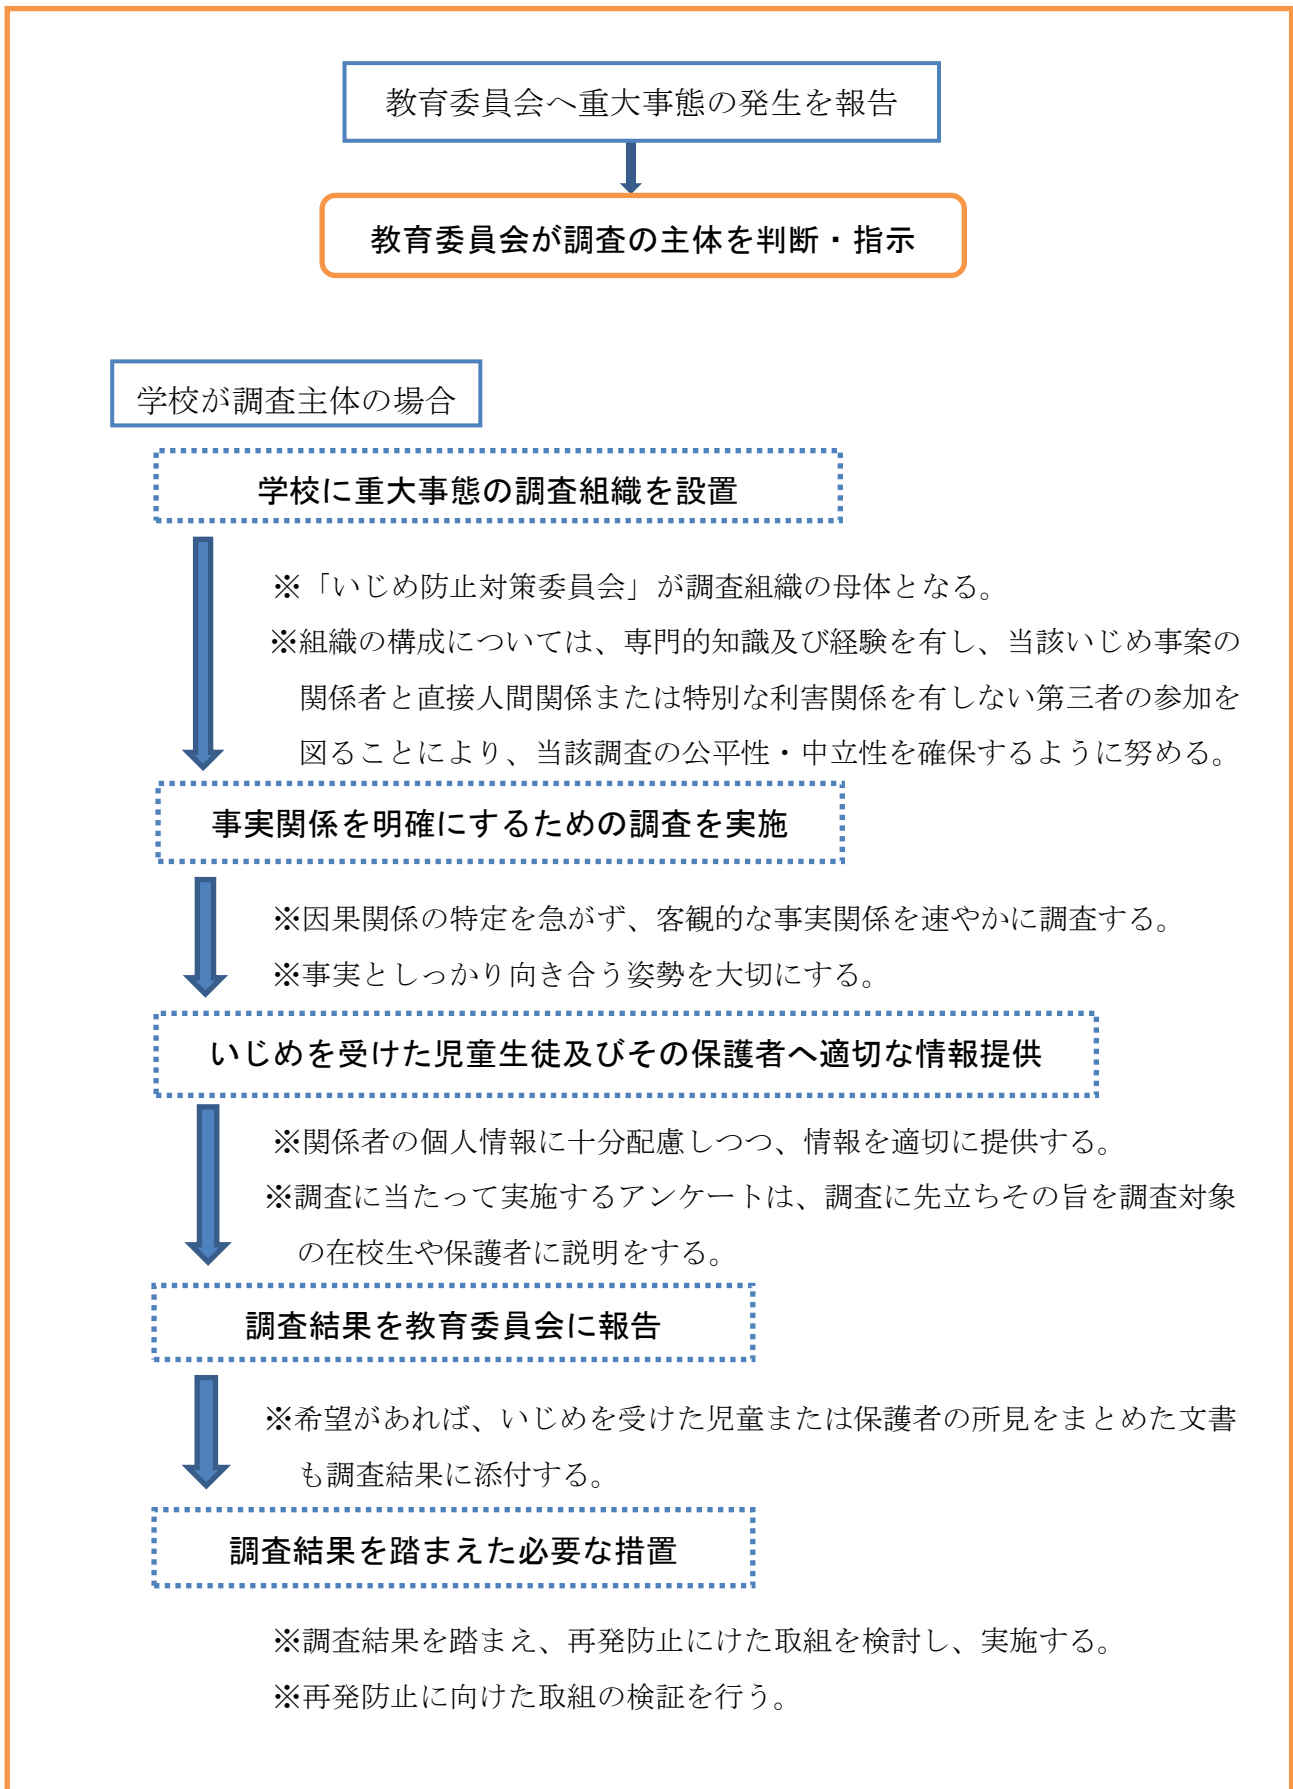 教育委員会へ重大事態の発生を報告
教育委員会が調査の主体を判断・指示
学校が調査主体の場合
学校に重大事態の調査組織を設置
※「いじめ防止対策委員会」が調査組織の母体となる。
※組織の構成については、専門的知識及び経験を有し、当該いじめ事案の
関係者と直接人間関係または特別な利害関係を有しない第三者の参加を
図ることにより、当該調査の公平性・中立性を確保するように努める。
事実関係を明確にするための調査を実施
※因果関係の特定を急がず、客観的な事実関係を速やかに調査する。
※事実としっかり向き合う姿勢を大切にする。
いじめを受けた児童生徒及びその保護者へ適切な情報提供
※関係者の個人情報に十分配慮しつつ、情報を適切に提供する。
※調査に当たって実施するアンケートは、調査に先立ちその旨を調査対象
の在校生や保護者に説明をする。
調査結果を教育委員会に報告
※希望があれば、いじめを受けた児童または保護者の所見をまとめた文書
も調査結果に添付する。
調査結果を踏まえた必要な措置
※調査結果を踏まえ、再発防止にけた取組を検討し、実施する。
※再発防止に向けた取組の検証を行う。